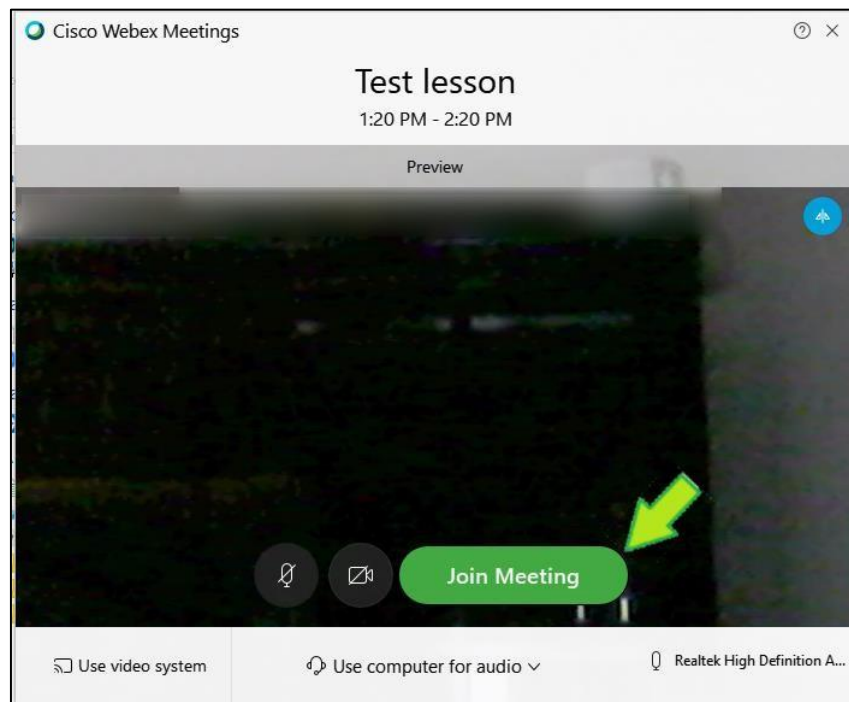 Cisco Webex Meetings
Test lesson
1:20 PM - 2:20 PM
Preview
Join Meeting
Use video system
Use computer for audio
Realtek High Definition A...